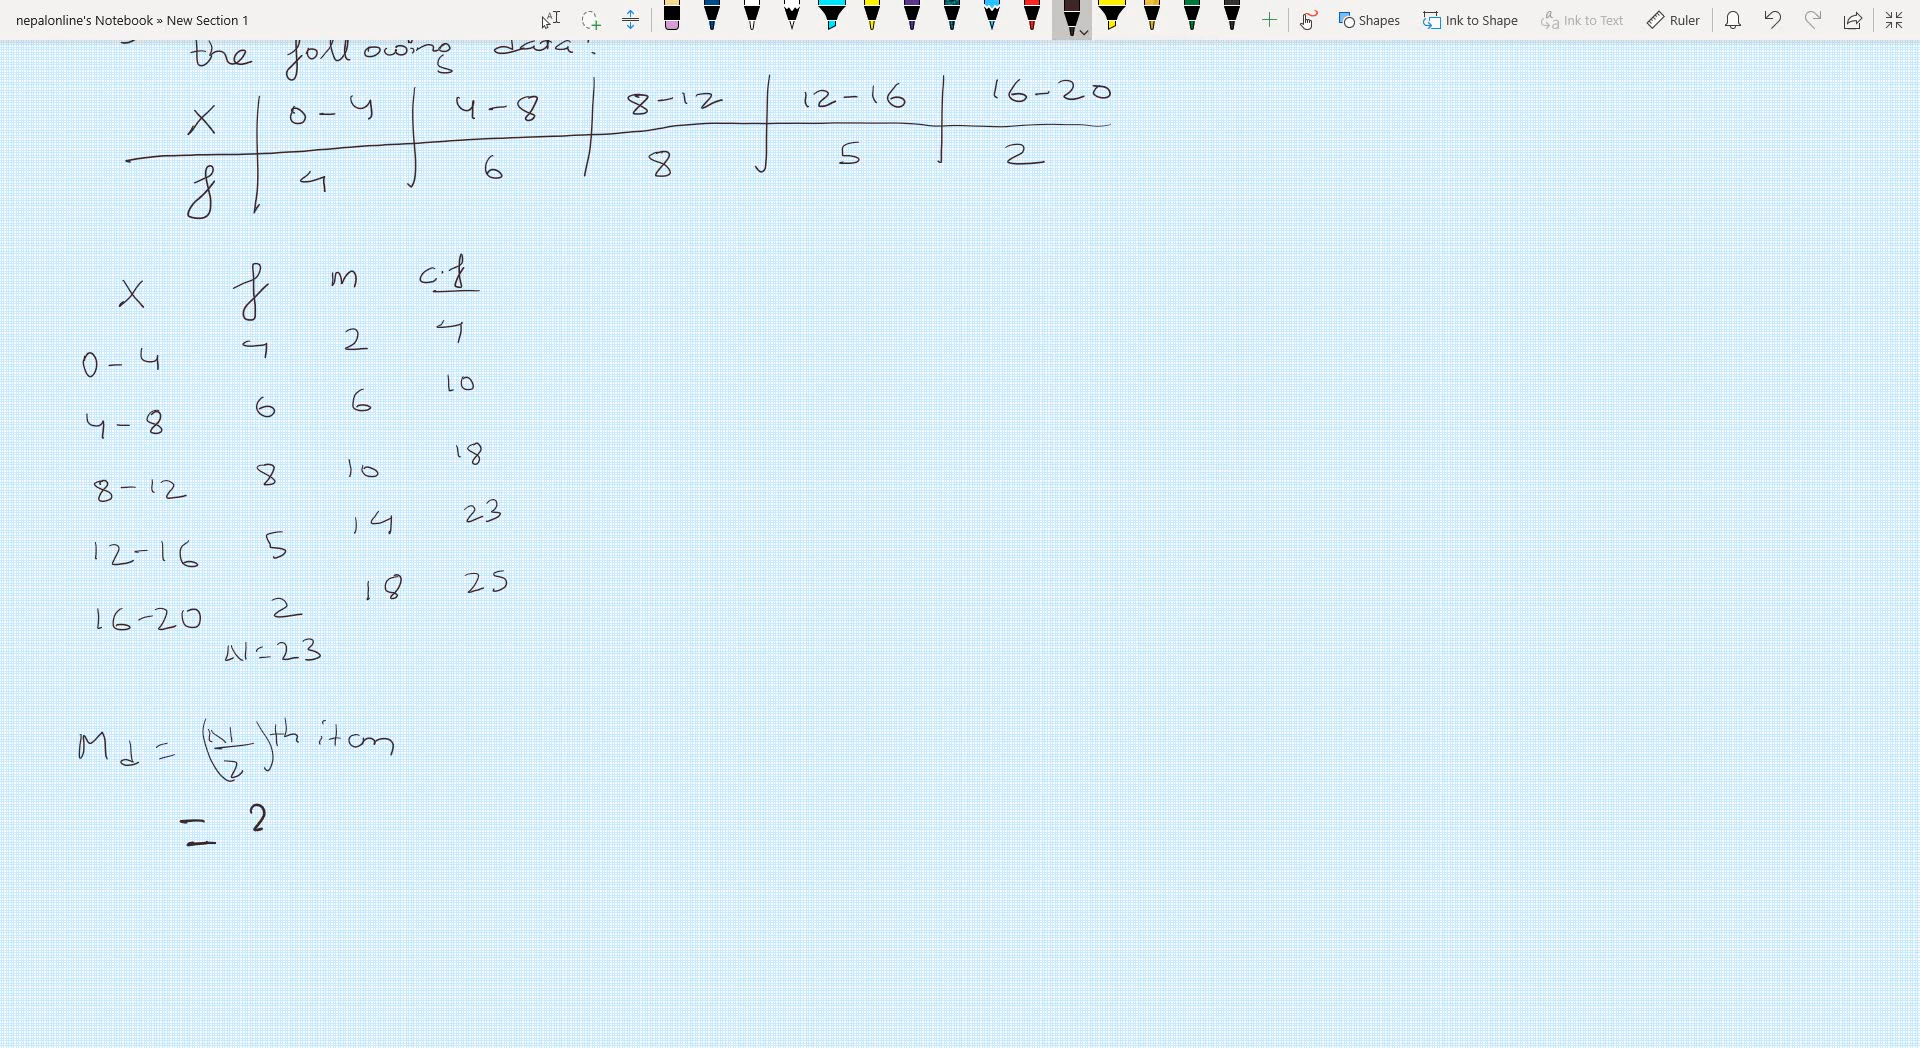 nepalonline's Notebook » New Section 1
Shapes Ink to Shape Ink to Text Ruler
the following data:
X 0-4 4-8 8-12 12-16 16-20
f 4 6 8 5 2
X f m c.f
0-4 4 2 4
4-8 6 6 10
8-12 8 10 18
12-16 5 14 23
16-20 2 18 25
N=23
Md = (N/2)th item
= 2